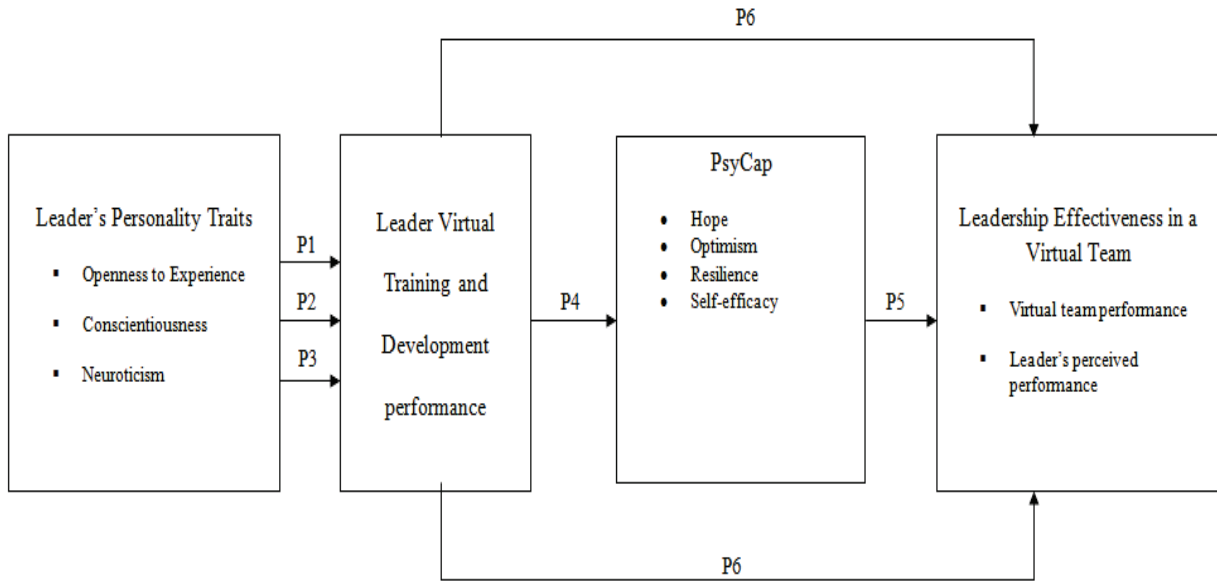 P6
Leader’s Personality Traits
▪ Openness to Experience
▪ Conscientiousness
▪ Neuroticism
P1
P2
P3
Leader Virtual
Training and
Development
performance
P4
PsyCap
• Hope
• Optimism
• Resilience
• Self-efficacy
P5
Leadership Effectiveness in a
Virtual Team
▪ Virtual team performance
▪ Leader’s perceived
performance
P6